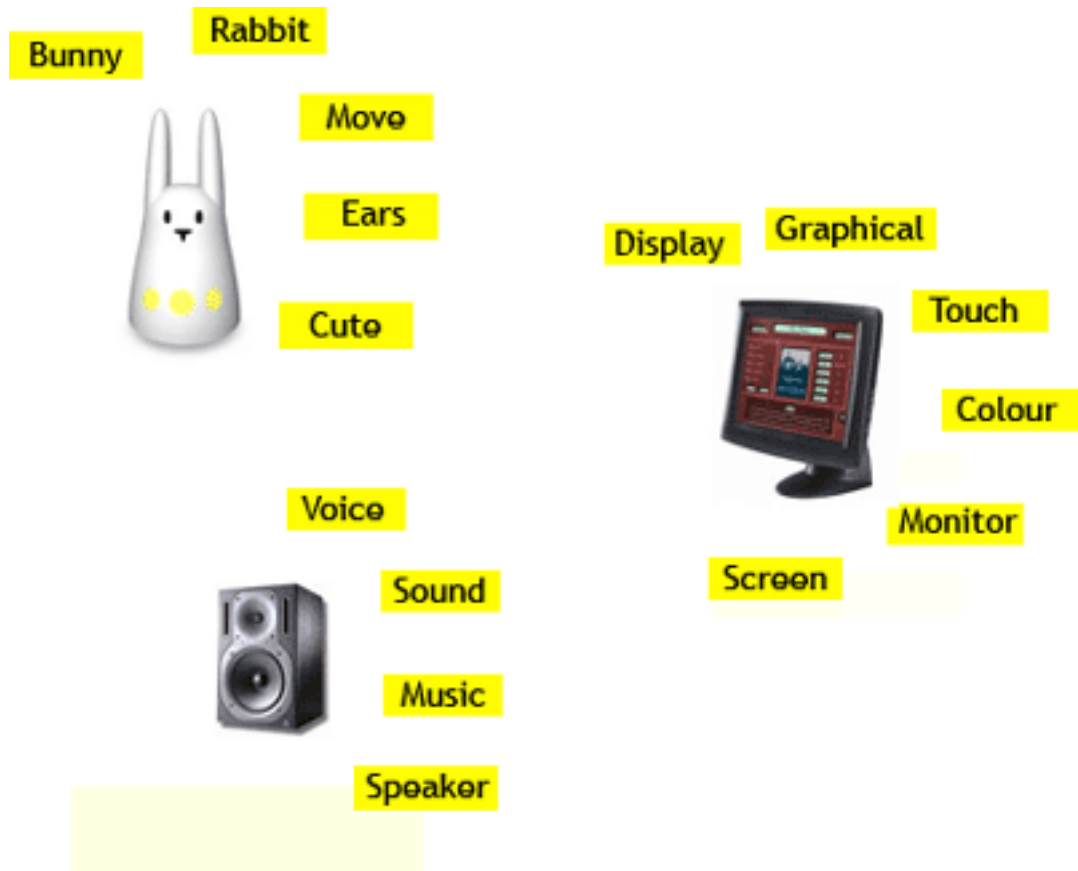 Bunny
Rabbit
Move
Ears
Cute
Display
Graphical
Touch
Colour
Monitor
Screen
Voice
Sound
Music
Speaker